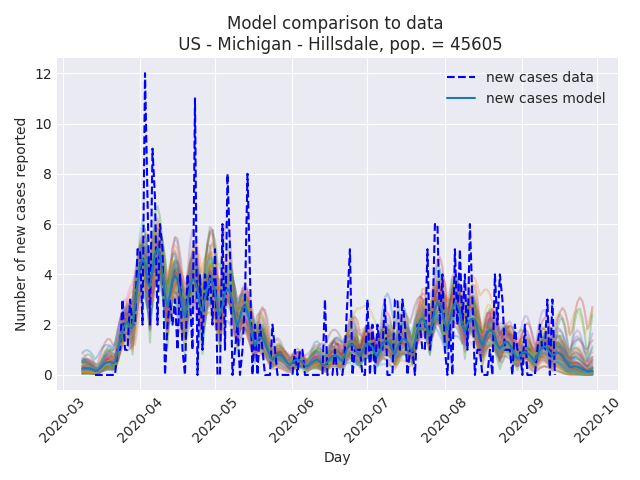 Model comparison to data
US - Michigan - Hillsdale, pop. = 45605
new cases data
new cases model
Number of new cases reported
12
10
8
6
4
2
0
2020-03
2020-04
2020-05
2020-06
2020-07
2020-08
2020-09
2020-10
Day